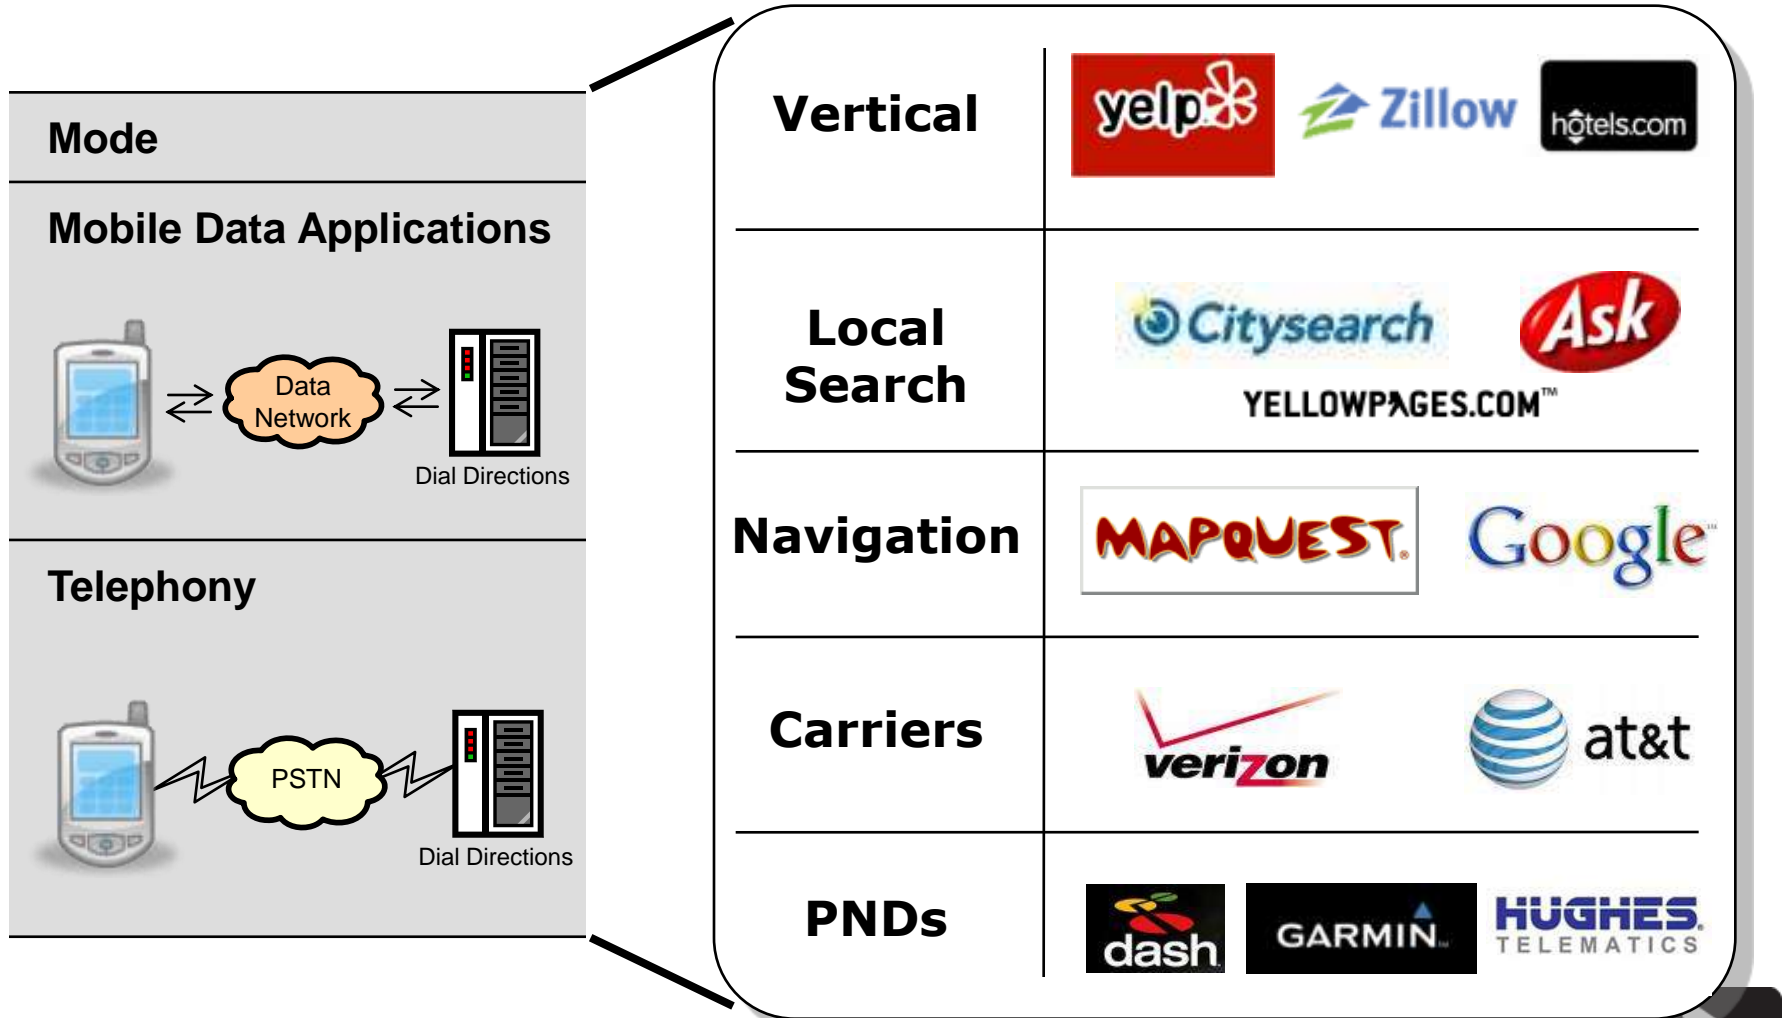 Mode
Mobile Data Applications
Data
Network
Dial Directions
Telephony
PSTN
Dial Directions
Vertical
yelp Zillow hotels.com
Local
Search
Citysearch Ask
YELLOWPAGES.COM™
Navigation
MAPQUEST® Google™
Carriers
verizon at&t
PNDs
dash GARMIN HUGHES®
TELEMATICS